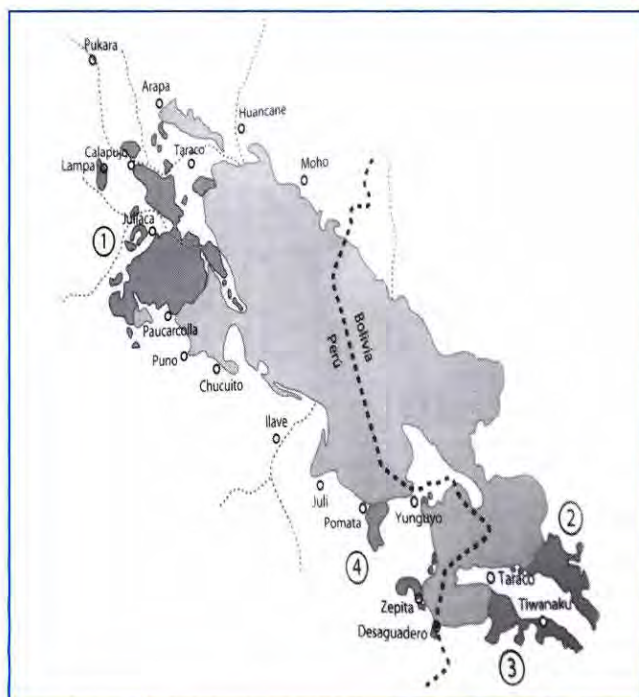 Pukara
Arapa
Huancane
Calapujo
Taraco
Lampa
Moho
Juliaca
1
Bolivia
Perú
Paucarcolla
Puno
Chucuito
Ilave
Juli
Pomata
Yunguyo
2
4
Taraco
Zepita
Tiwanaku
Desaguadero
3